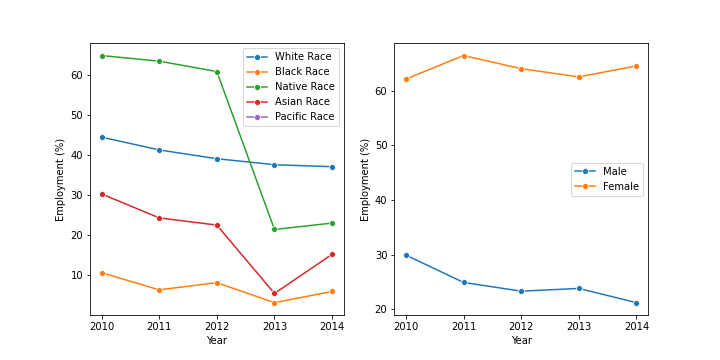 60
50
40
30
20
10
Employment (%)
2010 2011 2012 2013 2014
Year
White Race
Black Race
Native Race
Asian Race
Pacific Race
60
50
40
30
20
Employment (%)
2010 2011 2012 2013 2014
Year
Male
Female